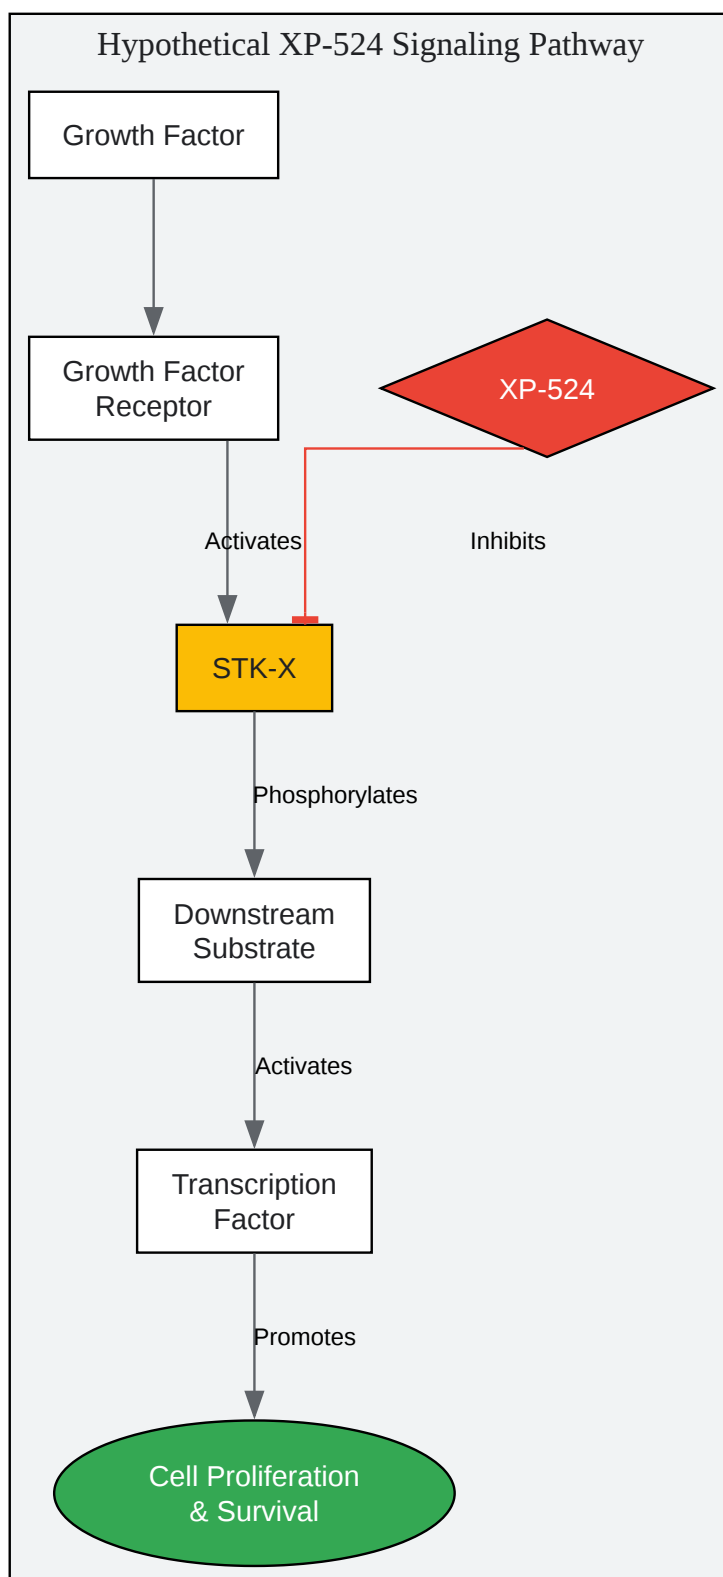 Hypothetical XP-524 Signaling Pathway
Growth Factor
Growth Factor
Receptor
XP-524
Activates
Inhibits
STK-X
Phosphorylates
Downstream
Substrate
Activates
Transcription
Factor
Promotes
Cell Proliferation
& Survival